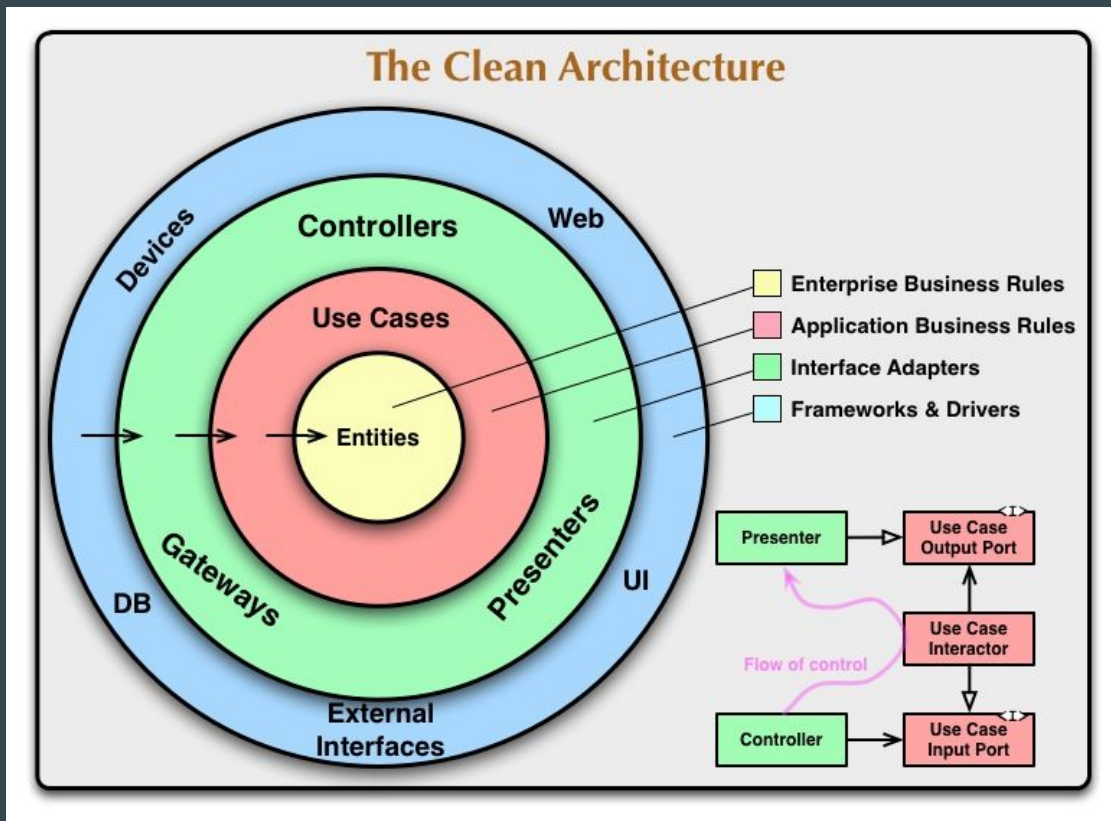 The Clean Architecture
Devices
Controllers
Web
Use Cases
Entities
Gateways
Presenters
DB
UI
External
Interfaces
Enterprise Business Rules
Application Business Rules
Interface Adapters
Frameworks & Drivers
Presenter
<I>
Use Case
Output Port
Use Case
Interactor
Flow of control
Controller
<I>
Use Case
Input Port